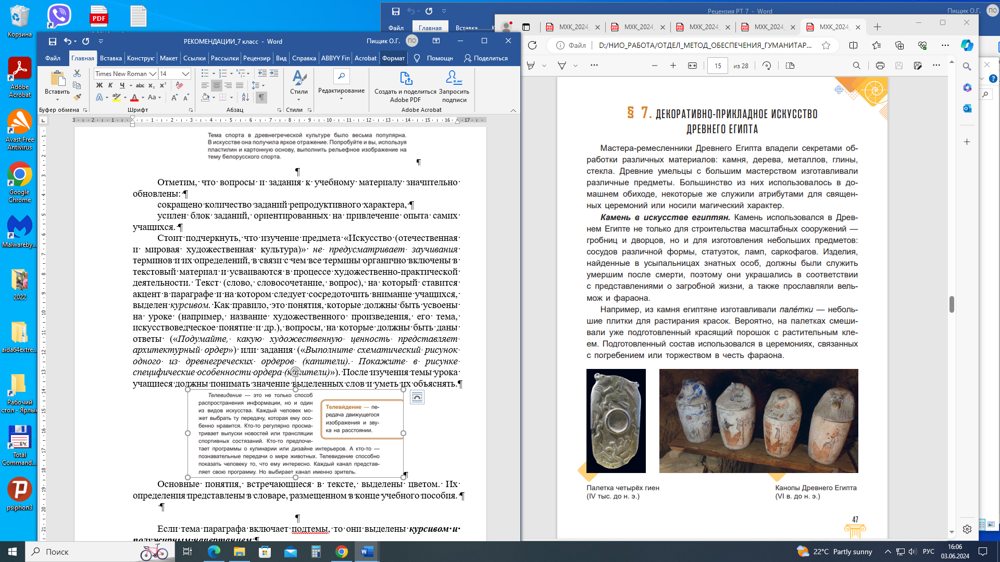 Корзина
Adobe
Acrobat
Avast Free
Antivirus
Google
Chrome
Malwareby...
2022
aida64extre...
Рабочий
стол - Ярлык
Total
Command...
psiphon3
PDF
Рецензия РТ 7 - Word
Пищик О.Г.
ПО
Файл
Главная
Вставка
РЕКОМЕНДАЦИИ_7 класс - Word
Пищик О.Г.
ПО
Файл Главная Вставка Конструк Макет Ссылки Рассылки Рецензир Вид Справка ABBYY Fin Acrobat Формат Помощн Поделиться
Вставить
Буфер обмена
Times New Roman 14
Ж К Ч abc x₂ x²
Шрифт
Абзац
Стили
Стили
Редактирование
Создать и поделиться
Adobe PDF
Запросить
подписи
Adobe Acrobat
Тема спорта в древнегреческой культуре было весьма популярна.
В искусстве она получила яркое отражение. Попробуйте и вы, используя
пластилин и картонную основу, выполнить рельефное изображение на
тему белорусского спорта.
¶
¶
Отметим, что вопросы и задания к учебному материалу значительно
обновлены: ¶
сокращено количество заданий репродуктивного характера, ¶
усилен блок заданий, ориентированных на привлечение опыта самих
учащихся. ¶
Стоит подчеркнуть, что изучение предмета «Искусство (отечественная
и мировая художественная культура)» не предусматривает заучивания
терминов и их определений, в связи с чем все термины органично включены в
текстовый материал и усваиваются в процессе художественно-практической
деятельности. Текст (слово, словосочетание, вопрос), на который ставится
акцент в параграфе и на котором следует сосредоточить внимание учащихся,
выделен курсивом. Как правило, это понятия, которые должны быть усвоены
на уроке (например, название художественного произведения, его тема,
искусствоведческое понятие и др.), вопросы, на которые должны быть даны
ответы («Подумайте, какую художественную ценность представляет
архитектурный ордер») или задания («Выполните схематический рисунок
одного из древнегреческих ордеров (капители). Покажите в рисунке
специфические особенности ордера (капители)»). После изучения темы урока
учащиеся должны понимать значение выделенных слов и уметь их объяснять.¶
Телевидение — это не только способ
распространения информации, но и один
из видов искусства. Каждый человек мо-
жет выбрать ту передачу, которая ему осо-
бенно нравится. Кто-то регулярно просма-
тривает выпуски новостей или трансляции
спортивных состязаний. Кто-то предпочи-
тает программы о кулинарии или дизайне интерьеров. А кто-то —
познавательные передачи о мире животных. Телевидение способно
показать человеку то, что ему интересно. Каждый канал представ-
ляет свою программу. Но выбирает канал именно зритель.
Телеви́дение — пе-
редача движущегося
изображения и зву-
ка на расстоянии.
¶
Основные понятия, встречающиеся в тексте, выделены цветом. Их
определения представлены в словаре, размещенном в конце учебного пособия. ¶
¶
¶
Если тема параграфа включает подтемы, то они выделены курсивом и
полужирным начертанием ¶
МХК_2024_
МХК_2024_
МХК_2024_
МХК_2024_
МХК_2024_
Файл D:/НИО_РАБОТА/ОТДЕЛ_МЕТОД_ОБЕСПЕЧЕНИЯ_ГУМАНИТАР...
15 из 28
§ 7. ДЕКОРАТИВНО-ПРИКЛАДНОЕ ИСКУССТВО
ДРЕВНЕГО ЕГИПТА
Мастера-ремесленники Древнего Египта владели секретами об-
работки различных материалов: камня, дерева, металлов, глины,
стекла. Древние умельцы с большим мастерством изготавливали
различные предметы. Большинство из них использовалось в до-
машнем обиходе, некоторые же служили атрибутами для священ-
ных церемоний или носили магический характер.
Камень в искусстве египтян. Камень использовался в Древ-
нем Египте не только для строительства масштабных сооружений —
гробниц и дворцов, но и для изготовления небольших предметов:
сосудов различной формы, статуэток, ламп, саркофагов. Изделия,
найденные в усыпальницах знатных особ, должны были служить
умершим после смерти, поэтому они украшались в соответствии
с представлениями о загробной жизни, а также прославляли вель-
мож и фараона.
Например, из камня египтяне изготавливали пале́тки — неболь-
шие плитки для растирания красок. Вероятно, на палетках смеши-
вали уже подготовленный красящий порошок с растительным кле-
ем. Подготовленный состав использовался в церемониях, связанных
с погребением или торжеством в честь фараона.
Палетка четырёх гиен
(IV тыс. до н. э.)
Канопы Древнего Египта
(VI в. до н. э.)
47
Поиск
22°C Partly sunny
РУС
16:06
03.06.2024